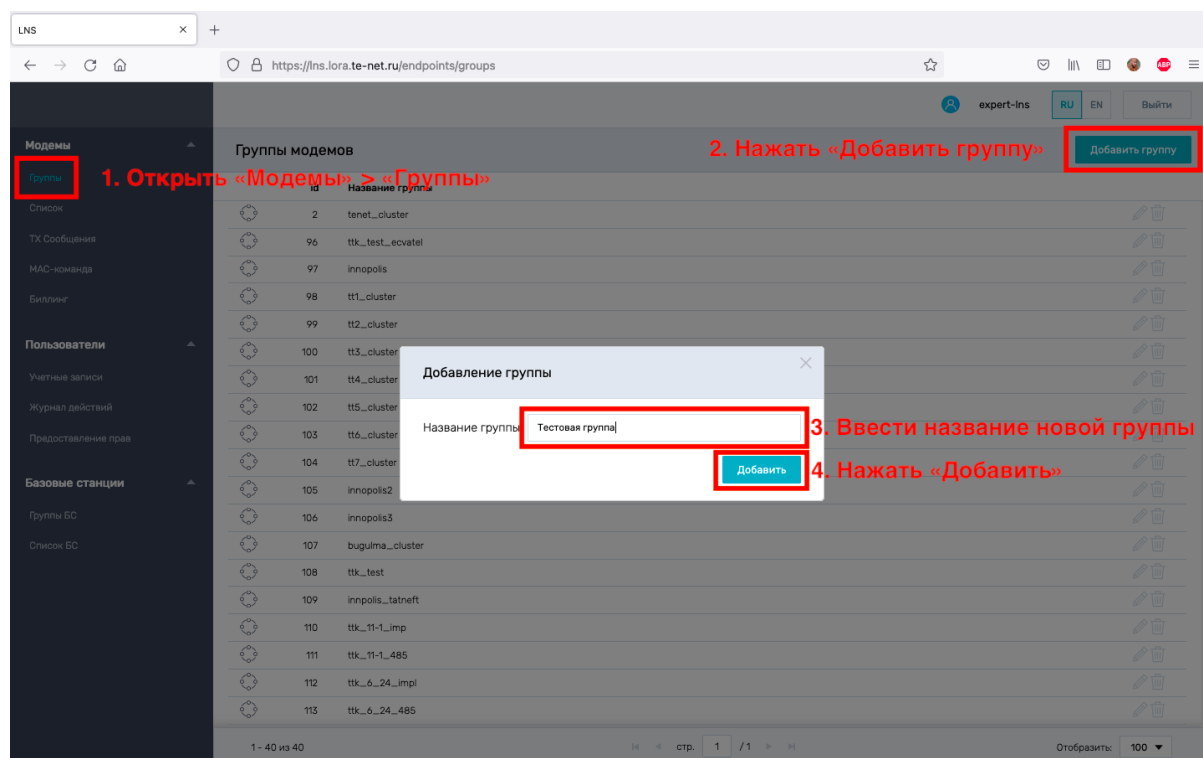 LNS
https://lns.lora.te-net.ru/endpoints/groups
ABP
expert-lns
RU
EN
Выйти
Модемы
Группы модемов
2. Нажать «Добавить группу»
Добавить группу
Группы
1. Открыть «Модемы» > «Группы»
id
Название группы
Список
ТХ Сообщения
МАС-команда
Биллинг
Пользователи
Учетные записи
Журнал действий
Предоставление прав
Базовые станции
Группы БС
Список БС
2 tenet_cluster
96 ttk_test_ecvatel
97 innopolis
98 tt1_cluster
99 tt2_cluster
100 tt3_cluster
101 tt4_cluster
102 tt5_cluster
103 tt6_cluster
104 tt7_cluster
105 innopolis2
106 innopolis3
107 bugulma_cluster
108 ttk_test
109 innpolis_tatneft
110 ttk_11-1_imp
111 ttk_11-1_485
112 ttk_6_24_impl
113 ttk_6_24_485
Добавление группы
Название группы
Тестовая группа
3. Ввести название новой группы
Добавить
4. Нажать «Добавить»
1 - 40 из 40
стр. 1 / 1
Отобразить: 100